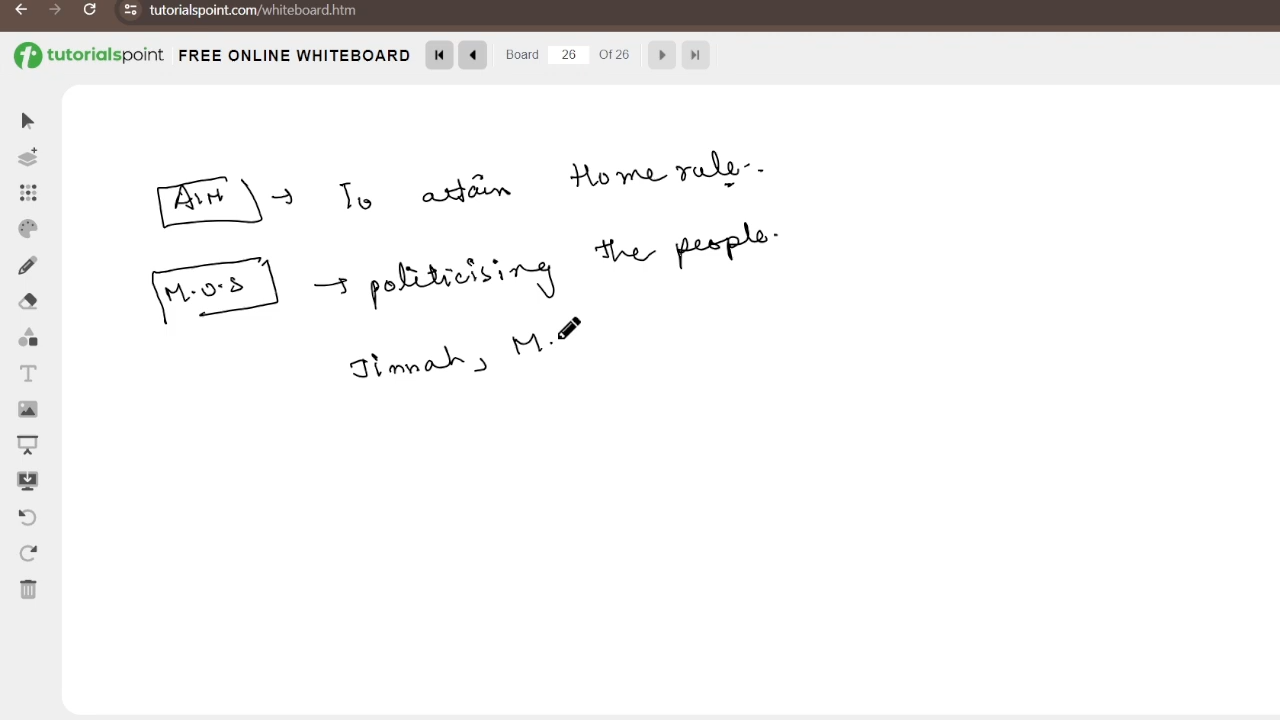 tutorialspoint.com/whiteboard.htm
tutorialspoint FREE ONLINE WHITEBOARD Board 26 Of 26
AIM → To attain Home rule.
M.O.S → politicising the people.
Jinnah, M.